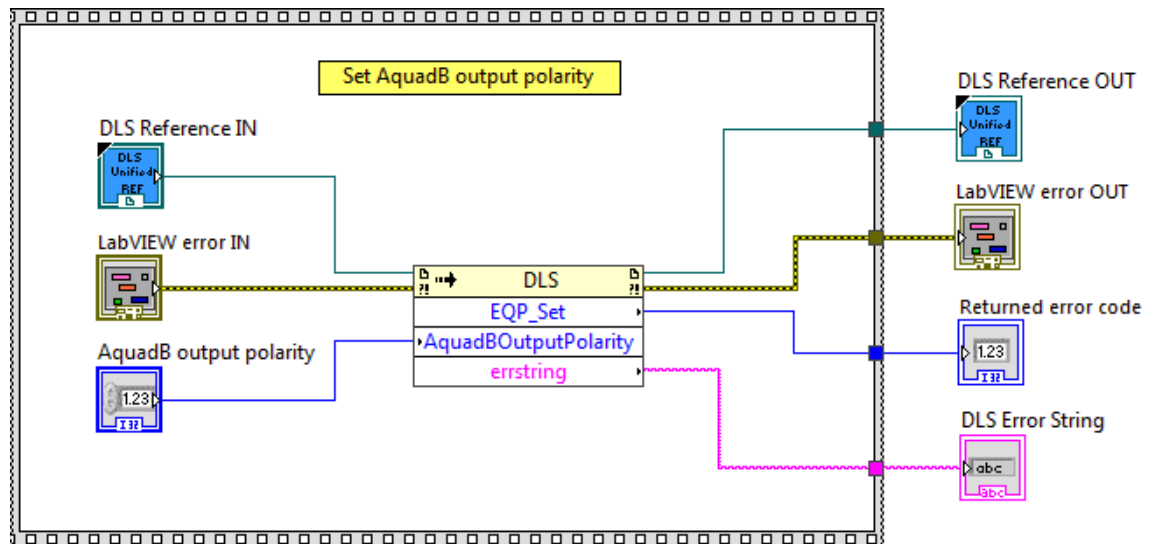 Set AquadB output polarity
DLS Reference IN
DLS
Unified
REF
LabVIEW error IN
AquadB output polarity
1.23
I32
DLS
EQP_Set
AquadBOutputPolarity
errstring
DLS Reference OUT
DLS
Unified
REF
LabVIEW error OUT
Returned error code
1.23
I32
DLS Error String
abc
abc